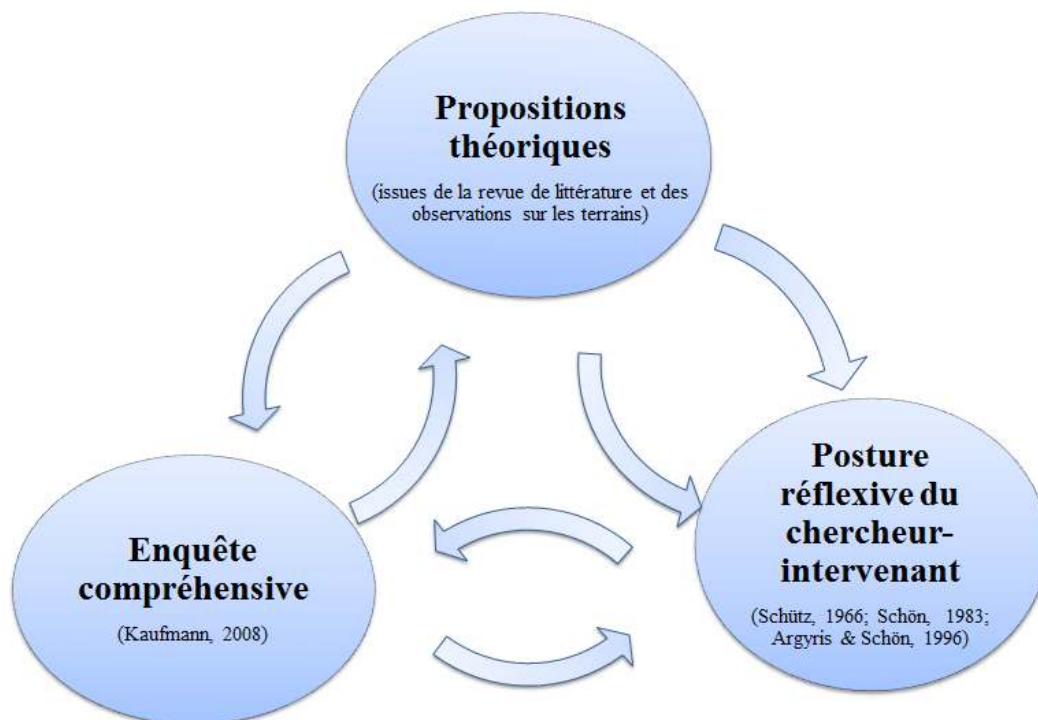 Propositions
théoriques
(issues de la revue de littérature et des
observations sur les terrains)
Enquête
compréhensive
(Kaufmann, 2008)
Posture
réflexive du
chercheur-
intervenant
(Schütz, 1966; Schön, 1983;
Argyris & Schön, 1996)